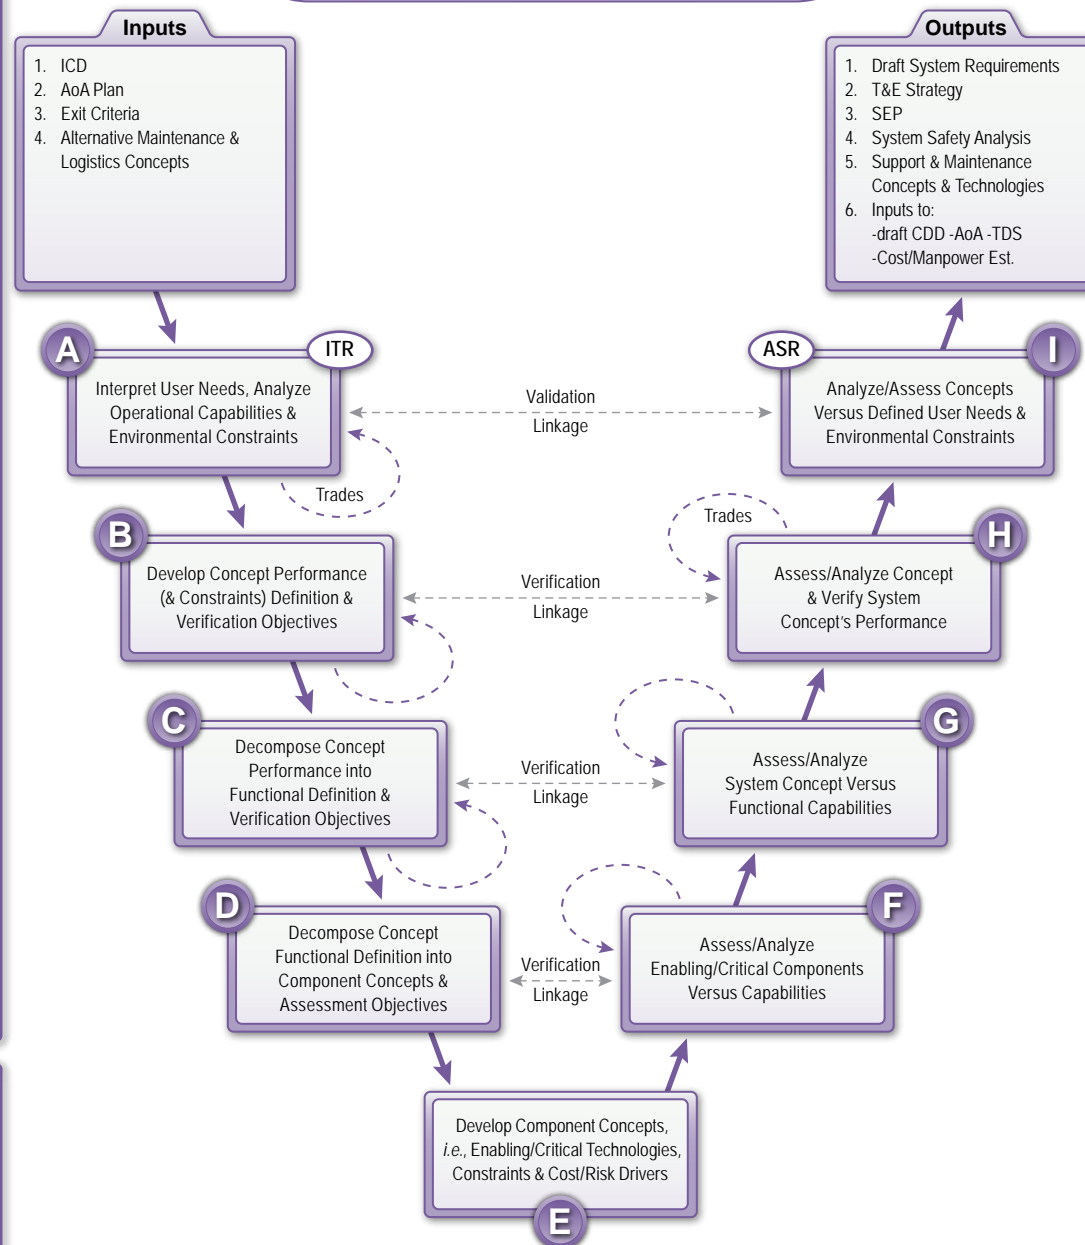 Inputs
1. ICD
2. AoA Plan
3. Exit Criteria
4. Alternative Maintenance &
Logistics Concepts
Outputs
1. Draft System Requirements
2. T&E Strategy
3. SEP
4. System Safety Analysis
5. Support & Maintenance
Concepts & Technologies
6. Inputs to:
-draft CDD -AoA -TDS
-Cost/Manpower Est.
A
ITR
Interpret User Needs, Analyze
Operational Capabilities &
Environmental Constraints
Validation
Linkage
ASR
I
Analyze/Assess Concepts
Versus Defined User Needs &
Environmental Constraints
Trades
Trades
B
Develop Concept Performance
(& Constraints) Definition &
Verification Objectives
Verification
Linkage
H
Assess/Analyze Concept
& Verify System
Concept's Performance
C
Decompose Concept
Performance into
Functional Definition &
Verification Objectives
Verification
Linkage
G
Assess/Analyze
System Concept Versus
Functional Capabilities
D
Decompose Concept
Functional Definition into
Component Concepts &
Assessment Objectives
Verification
Linkage
F
Assess/Analyze
Enabling/Critical Components
Versus Capabilities
Develop Component Concepts,
i.e., Enabling/Critical Technologies,
Constraints & Cost/Risk Drivers
E